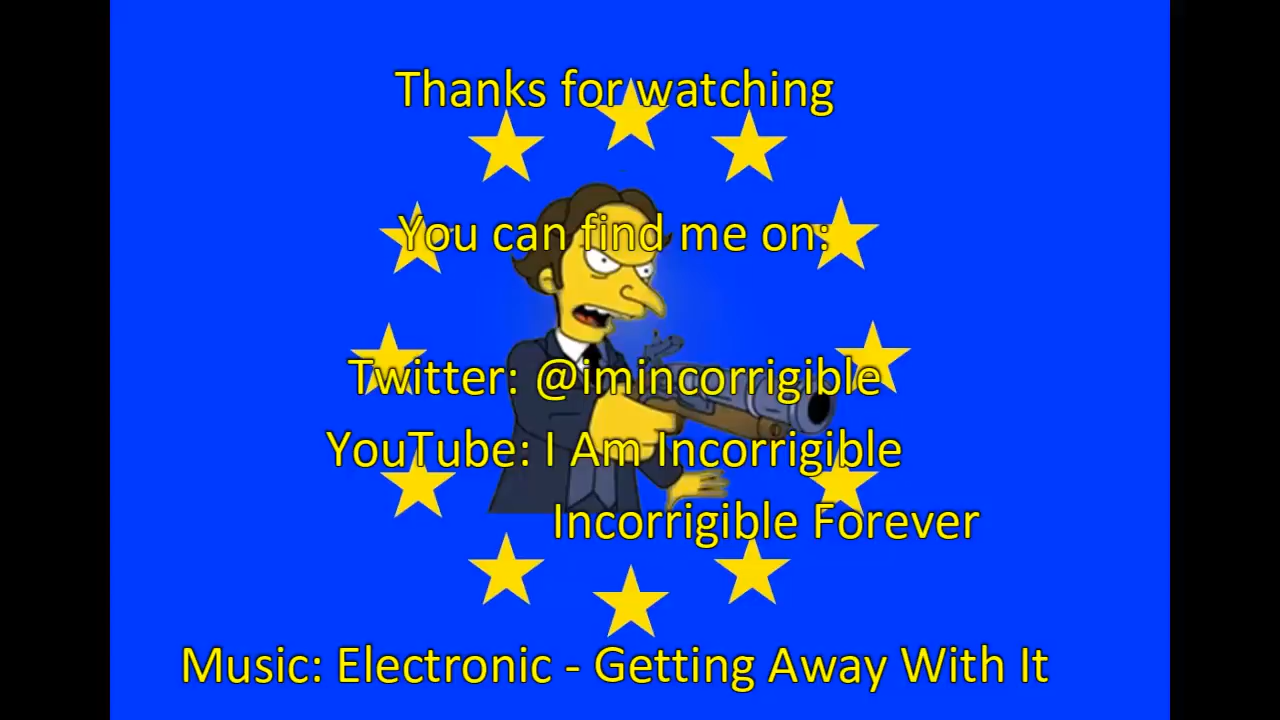 Thanks for watching
You can find me on:
Twitter: @imincorrigible
YouTube: I Am Incorrigible
Incorrigible Forever
Music: Electronic - Getting Away With It